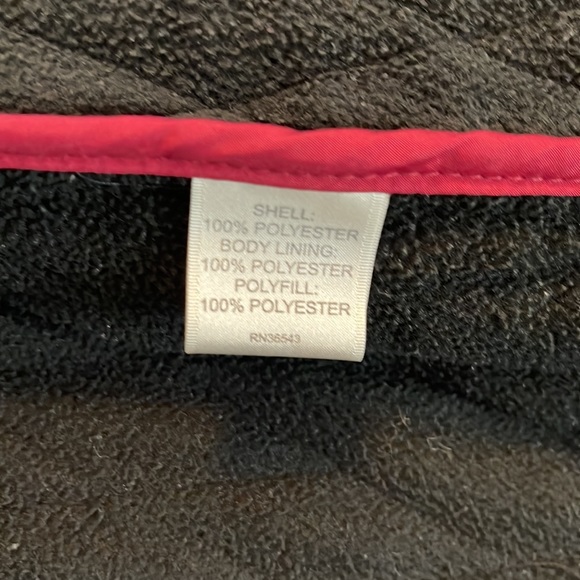 SHELL:
100% POLYESTER
BODY LINING:
100% POLYESTER
POLYFILL:
100% POLYESTER
RN36543